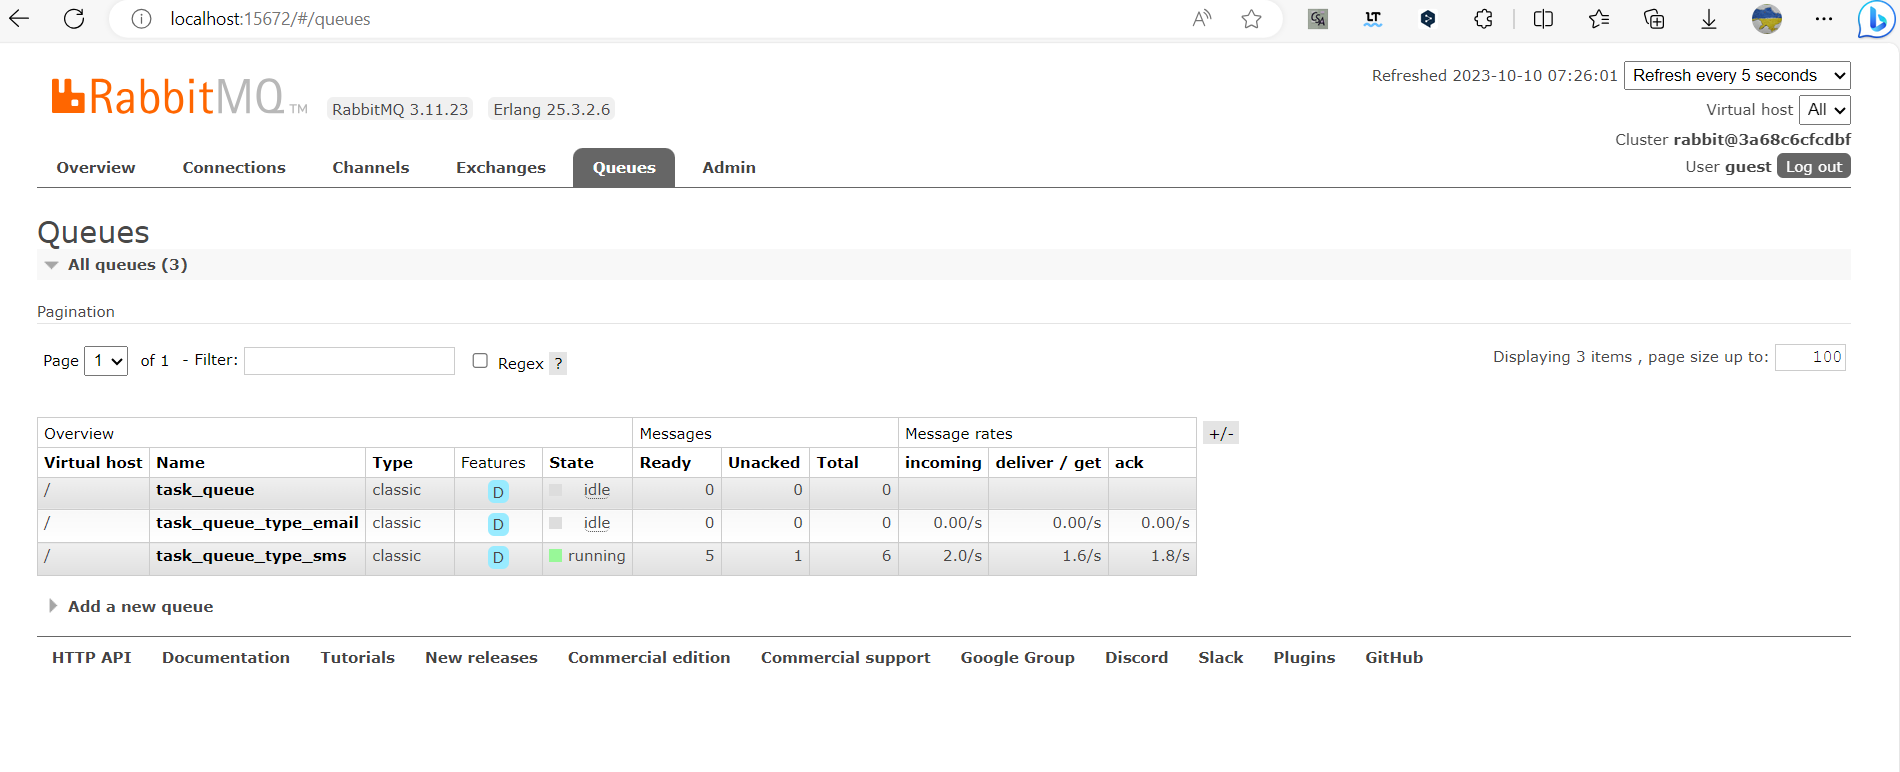 localhost:15672/#/queues
Refreshed 2023-10-10 07:26:01 Refresh every 5 seconds
RabbitMQ TM RabbitMQ 3.11.23 Erlang 25.3.2.6
Virtual host All
Cluster rabbit@3a68c6cfcdbf
User guest Log out
Overview Connections Channels Exchanges Queues Admin
Queues
All queues (3)
Pagination
Page 1 of 1 - Filter: Regex ? Displaying 3 items , page size up to: 100
Overview Messages Message rates +/-
Virtual host Name Type Features State Ready Unacked Total incoming deliver / get ack
/ task_queue classic D idle 0 0 0
/ task_queue_type_email classic D idle 0 0 0 0.00/s 0.00/s 0.00/s
/ task_queue_type_sms classic D running 5 1 6 2.0/s 1.6/s 1.8/s
Add a new queue
HTTP API Documentation Tutorials New releases Commercial edition Commercial support Google Group Discord Slack Plugins GitHub